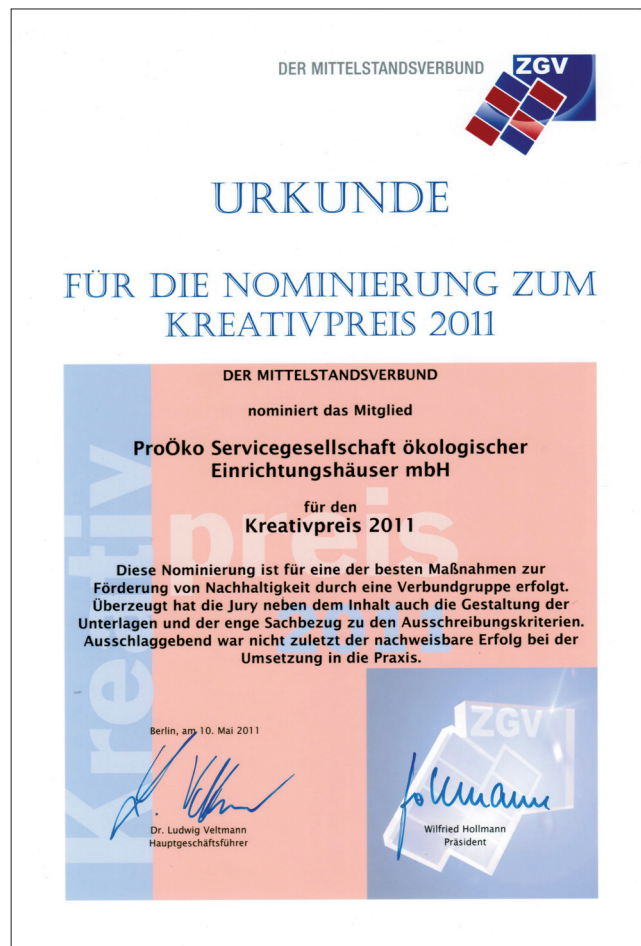 DER MITTELSTANDSVERBUND
ZGV
URKUNDE
FÜR DIE NOMINIERUNG ZUM
KREATIVPREIS 2011
DER MITTELSTANDSVERBUND
nominiert das Mitglied
ProÖko Servicegesellschaft ökologischer
Einrichtungshäuser mbH
für den
Kreativpreis 2011
Diese Nominierung ist für eine der besten Maßnahmen zur
Förderung von Nachhaltigkeit durch eine Verbundgruppe erfolgt.
Überzeugt hat die Jury neben dem Inhalt auch die Gestaltung der
Unterlagen und der enge Sachbezug zu den Ausschreibungskriterien.
Ausschlaggebend war nicht zuletzt der nachweisbare Erfolg bei der
Umsetzung in die Praxis.
Kreativ
preis
2011
ZGV
Berlin, am 10. Mai 2011
Dr. Ludwig Veltmann
Hauptgeschäftsführer
Hollmann
Wilfried Hollmann
Präsident